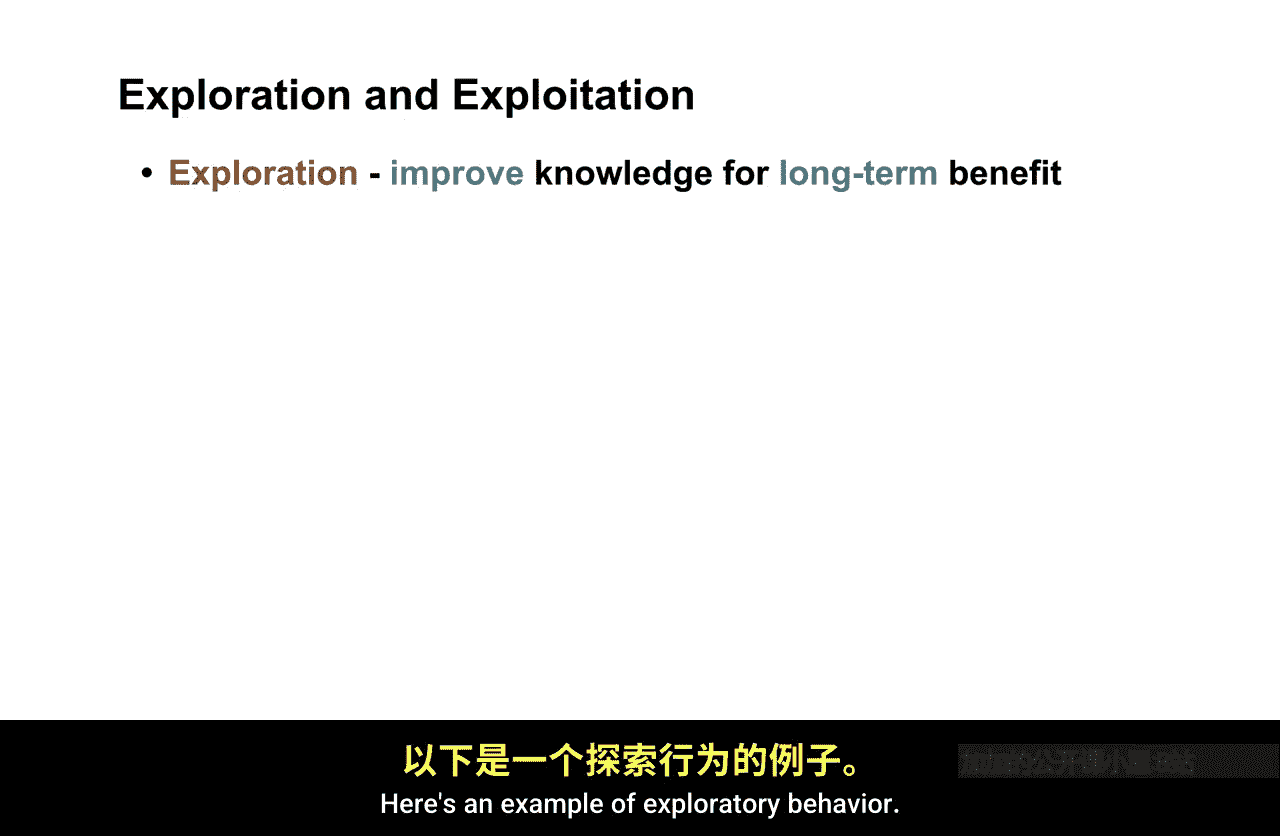 Exploration and Exploitation
• Exploration - improve knowledge for long-term benefit
以下是一个探索行为的例子。
Here's an example of exploratory behavior.